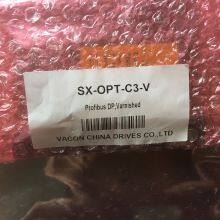 SX-OPT-C3-V
Profibus DP,Varnished
VACON CHINA DRIVES CO.,LTD